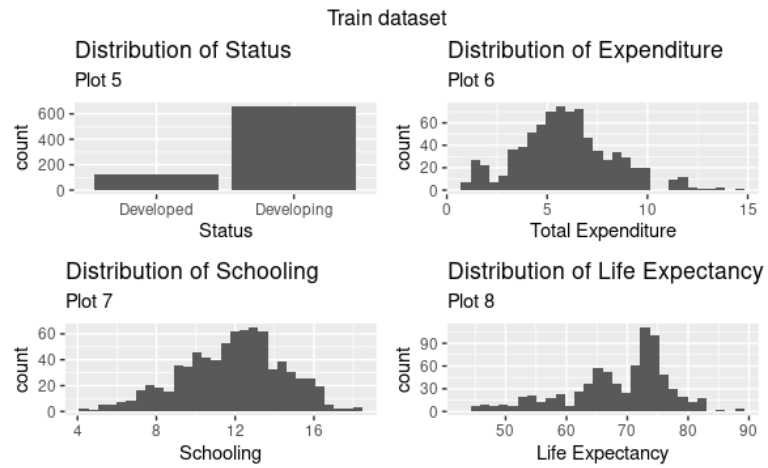 Train dataset
Distribution of Status
Plot 5
600
400
200
0
count
Developed
Developing
Status
Distribution of Expenditure
Plot 6
60
40
20
0
count
0
5
10
15
Total Expenditure
Distribution of Schooling
Plot 7
60
40
20
0
count
4
8
12
16
Schooling
Distribution of Life Expectancy
Plot 8
90
60
30
0
count
50
60
70
80
90
Life Expectancy